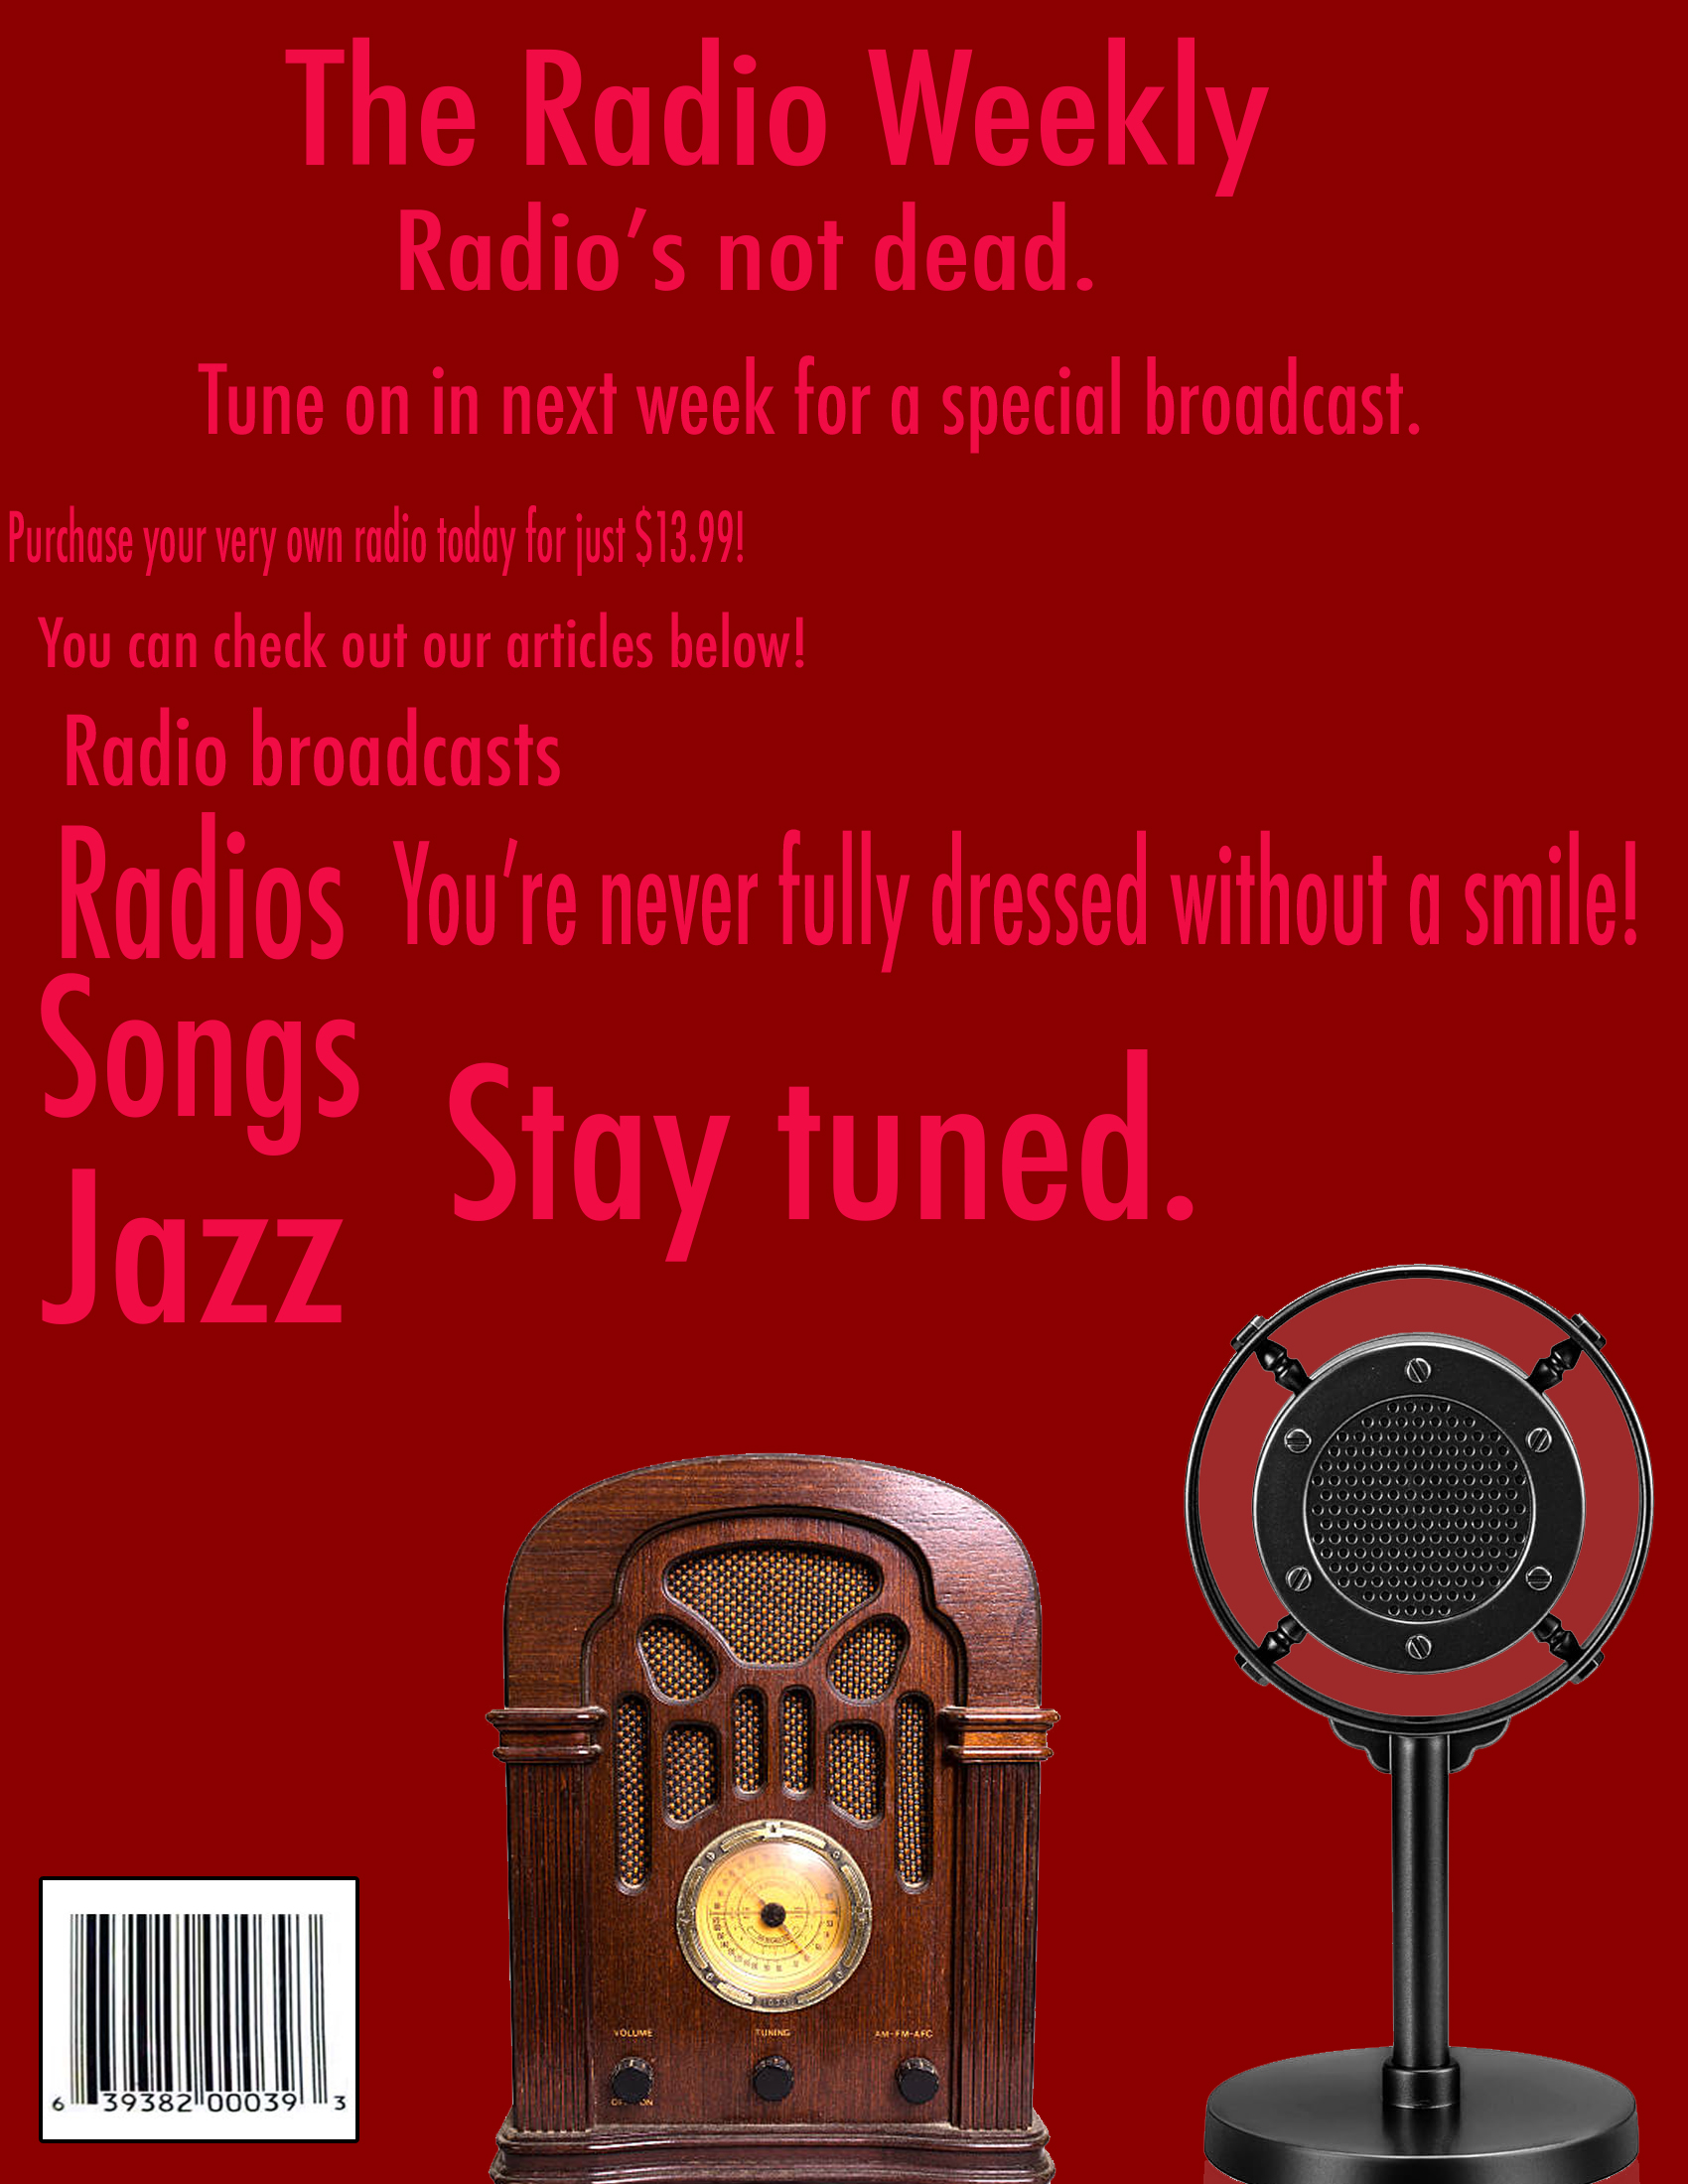 The Radio Weekly
Radio’s not dead.
Tune on in next week for a special broadcast.
Purchase your very own radio today for just $13.99!
You can check out our articles below!
Radio broadcasts
Radios
You’re never fully dressed without a smile!
Songs
Stay tuned.
Jazz
VOLUME TUNING AM-FM-AFC
6 39382 00039 3